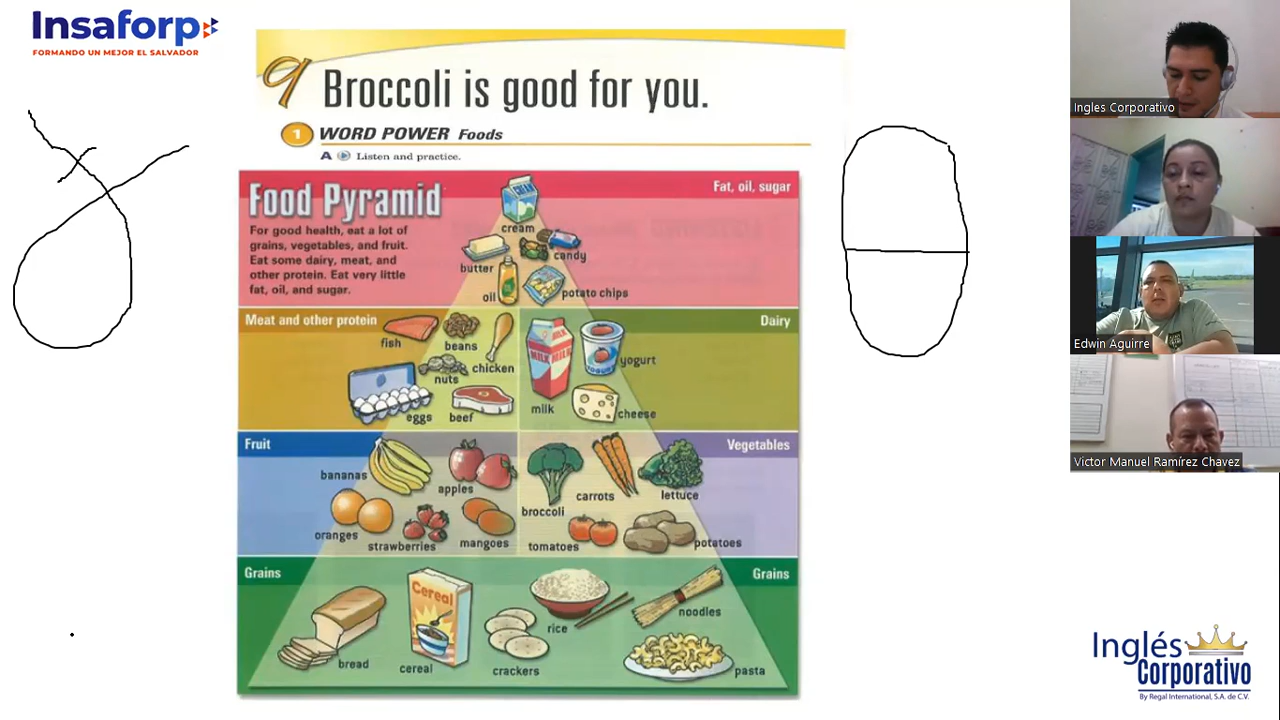 Insaforp
FORMANDO UN MEJOR EL SALVADOR
9 Broccoli is good for you.
1 WORD POWER Foods
A Listen and practice.
Food Pyramid
Fat, oil, sugar
For good health, eat a lot of
grains, vegetables, and fruit.
Eat some dairy, meat, and
other protein. Eat very little
fat, oil, and sugar.
CREAM
cream
butter
candy
oil
potato chips
Meat and other protein
Dairy
fish
beans
chicken
nuts
eggs
beef
MILK MILK
milk
YOGURT
yogurt
cheese
Fruit
Vegetables
bananas
apples
oranges
strawberries
mangoes
broccoli
carrots
lettuce
tomatoes
potatoes
Grains
Grains
bread
Cereal
cereal
crackers
rice
noodles
pasta
Ingles Corporativo
Edwin Aguirre
Victor Manuel Ramírez Chavez
Inglés
Corporativo
By Regal International, S.A. de C.V.